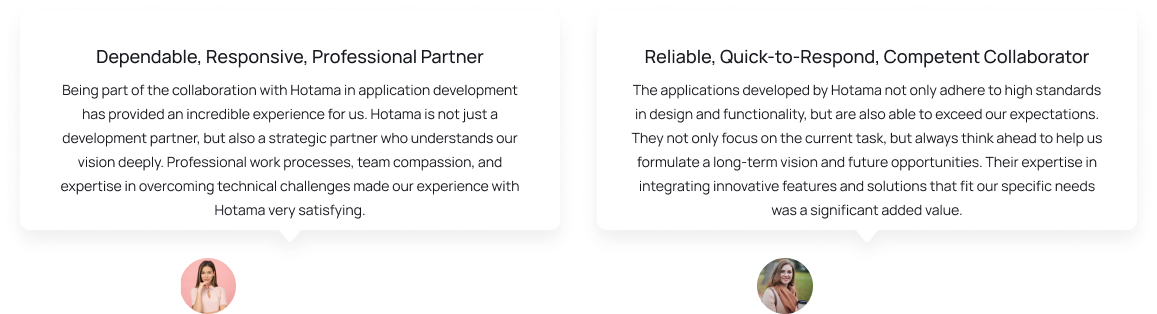 Dependable, Responsive, Professional Partner
Being part of the collaboration with Hotama in application development
has provided an incredible experience for us. Hotama is not just a
development partner, but also a strategic partner who understands our
vision deeply. Professional work processes, team compassion, and
expertise in overcoming technical challenges made our experience with
Hotama very satisfying.
Reliable, Quick-to-Respond, Competent Collaborator
The applications developed by Hotama not only adhere to high standards
in design and functionality, but are also able to exceed our expectations.
They not only focus on the current task, but always think ahead to help us
formulate a long-term vision and future opportunities. Their expertise in
integrating innovative features and solutions that fit our specific needs
was a significant added value.